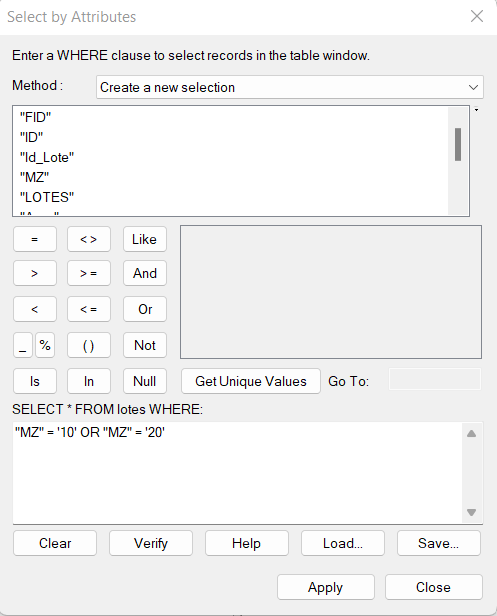 Select by Attributes
Enter a WHERE clause to select records in the table window.
Method : Create a new selection
"FID"
"ID"
"Id_Lote"
"MZ"
"LOTES"
= <> Like
> >= And
< <= Or
_ % () Not
Is In Null Get Unique Values Go To:
SELECT * FROM lotes WHERE:
"MZ" = '10' OR "MZ" = '20'
Clear Verify Help Load... Save...
Apply Close